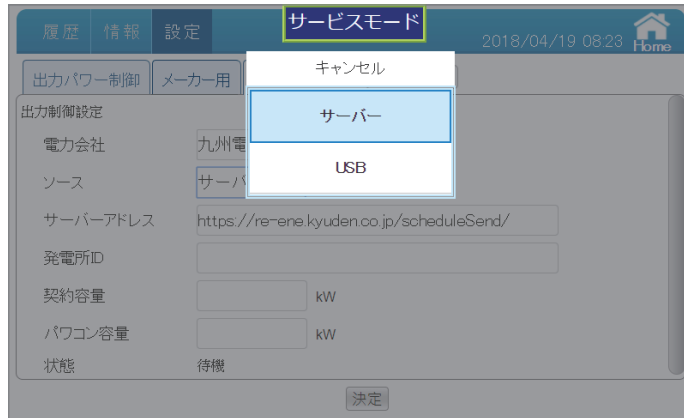 履歴 情報 設定 サービスモード 2018/04/19 08:23 Home
出力パワー制御 メーカー用
キャンセル
サーバー
USB
出力制御設定
電力会社 九州電
ソース サーバ
サーバーアドレス https://re-ene.kyuden.co.jp/scheduleSend/
発電所ID
契約容量 kW
パワコン容量 kW
状態 待機
決定